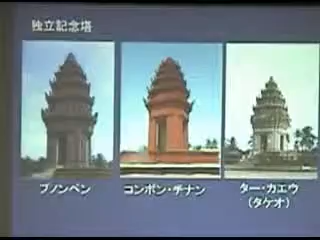 独立記念塔
プノンペン
コンポン・チナン
ター・カエウ
(タケオ)